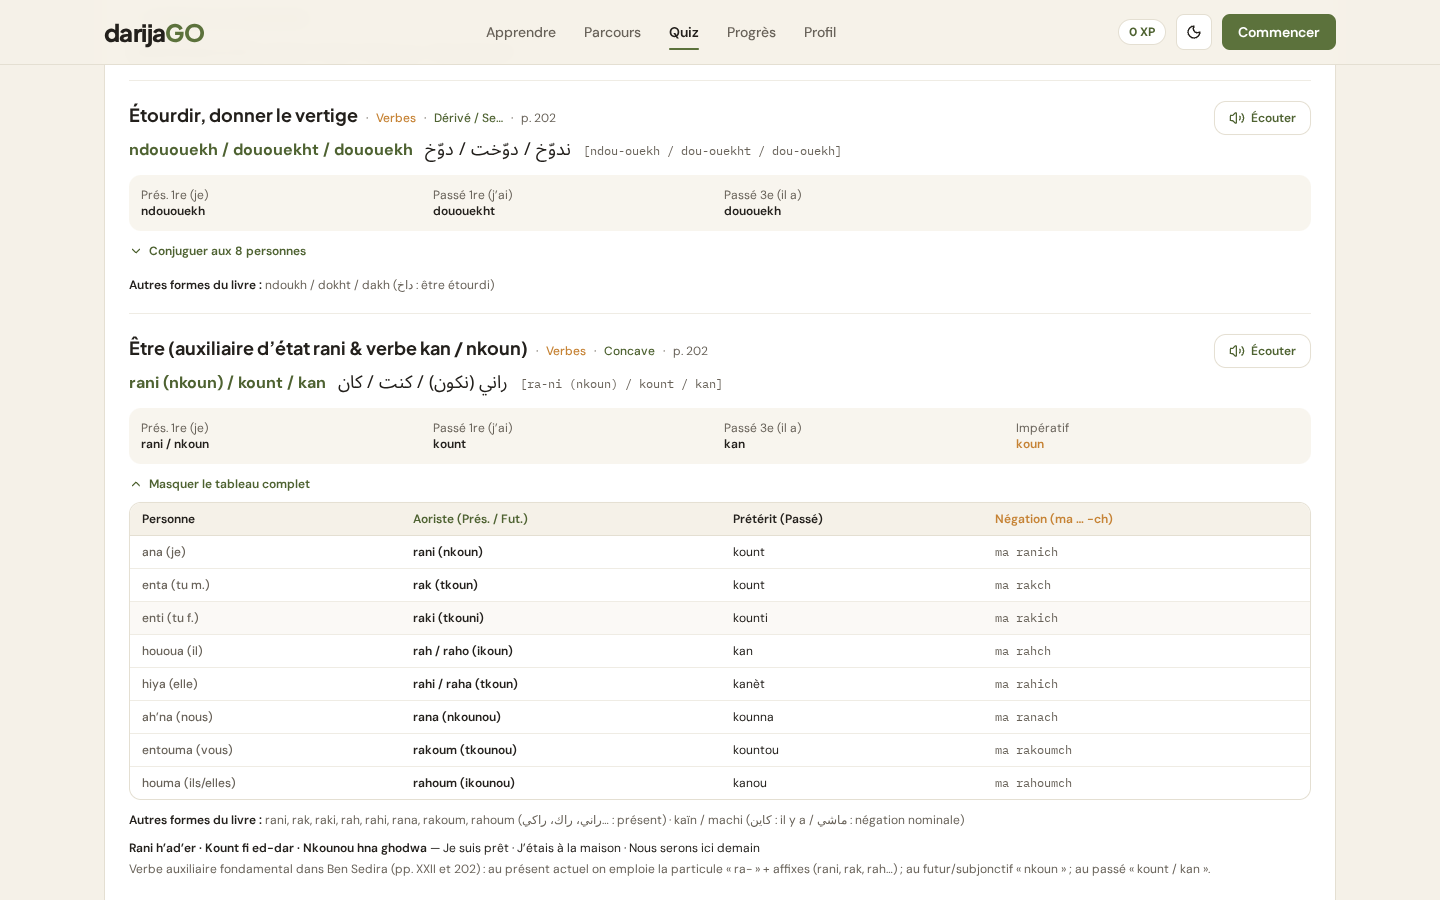 darijaGO Apprendre Parcours Quiz Progrès Profil 0 XP Commencer
Étourdir, donner le vertige · Verbes · Dérivé / Se… · p. 202 Écouter
ndououekh / dououekht / dououekh ندوّخ / دوّخت / دوّخ [ndou-ouekh / dou-ouekht / dou-ouekh]
Prés. 1re (je) Passé 1re (j’ai) Passé 3e (il a)
ndououekh dououekht dououekh
Conjuguer aux 8 personnes
Autres formes du livre : ndoukh / dokht / dakh (داخ : être étourdi)
Être (auxiliaire d’état rani & verbe kan / nkoun) · Verbes · Concave · p. 202 Écouter
rani (nkoun) / kount / kan راني (نكون) / كنت / كان [ra-ni (nkoun) / kount / kan]
Prés. 1re (je) Passé 1re (j’ai) Passé 3e (il a) Impératif
rani / nkoun kount kan koun
Masquer le tableau complet
Personne Aoriste (Prés. / Fut.) Prétérit (Passé) Négation (ma … -ch)
ana (je) rani (nkoun) kount ma ranich
enta (tu m.) rak (tkoun) kount ma rakch
enti (tu f.) raki (tkouni) kounti ma rakich
hououa (il) rah / raho (ikoun) kan ma rahch
hiya (elle) rahi / raha (tkoun) kanèt ma rahich
ah’na (nous) rana (nkounou) kounna ma ranach
entouma (vous) rakoum (tkounou) kountou ma rakoumch
houma (ils/elles) rahoum (ikounou) kanou ma rahoumch
Autres formes du livre : rani, rak, raki, rah, rahi, rana, rakoum, rahoum (راني، راك، راكي… : présent) · kaïn / machi (كاين : il y a / ماشي : négation nominale)
Rani h’ad’er · Kount fi ed-dar · Nkounou hna ghodwa — Je suis prêt · J’étais à la maison · Nous serons ici demain
Verbe auxiliaire fondamental dans Ben Sedira (pp. XXII et 202) : au présent actuel on emploie la particule « ra- » + affixes (rani, rak, rah…) ; au futur/subjonctif « nkoun » ; au passé « kount / kan ».